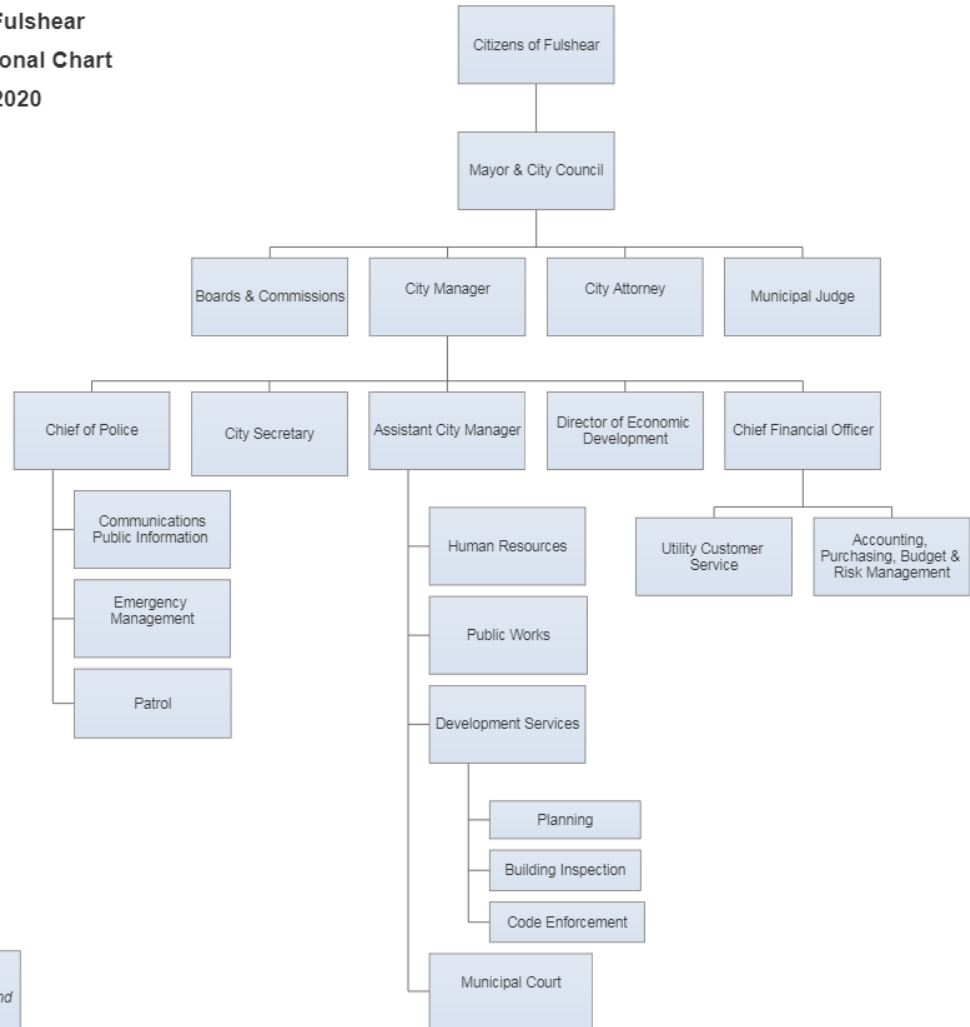 Fulshear
onal Chart
2020
Citizens of Fulshear
Mayor & City Council
Boards & Commissions
City Manager
City Attorney
Municipal Judge
Chief of Police
City Secretary
Assistant City Manager
Director of Economic
Development
Chief Financial Officer
Communications
Public Information
Emergency
Management
Patrol
Human Resources
Public Works
Development Services
Planning
Building Inspection
Code Enforcement
Municipal Court
Utility Customer
Service
Accounting,
Purchasing, Budget &
Risk Management
nd